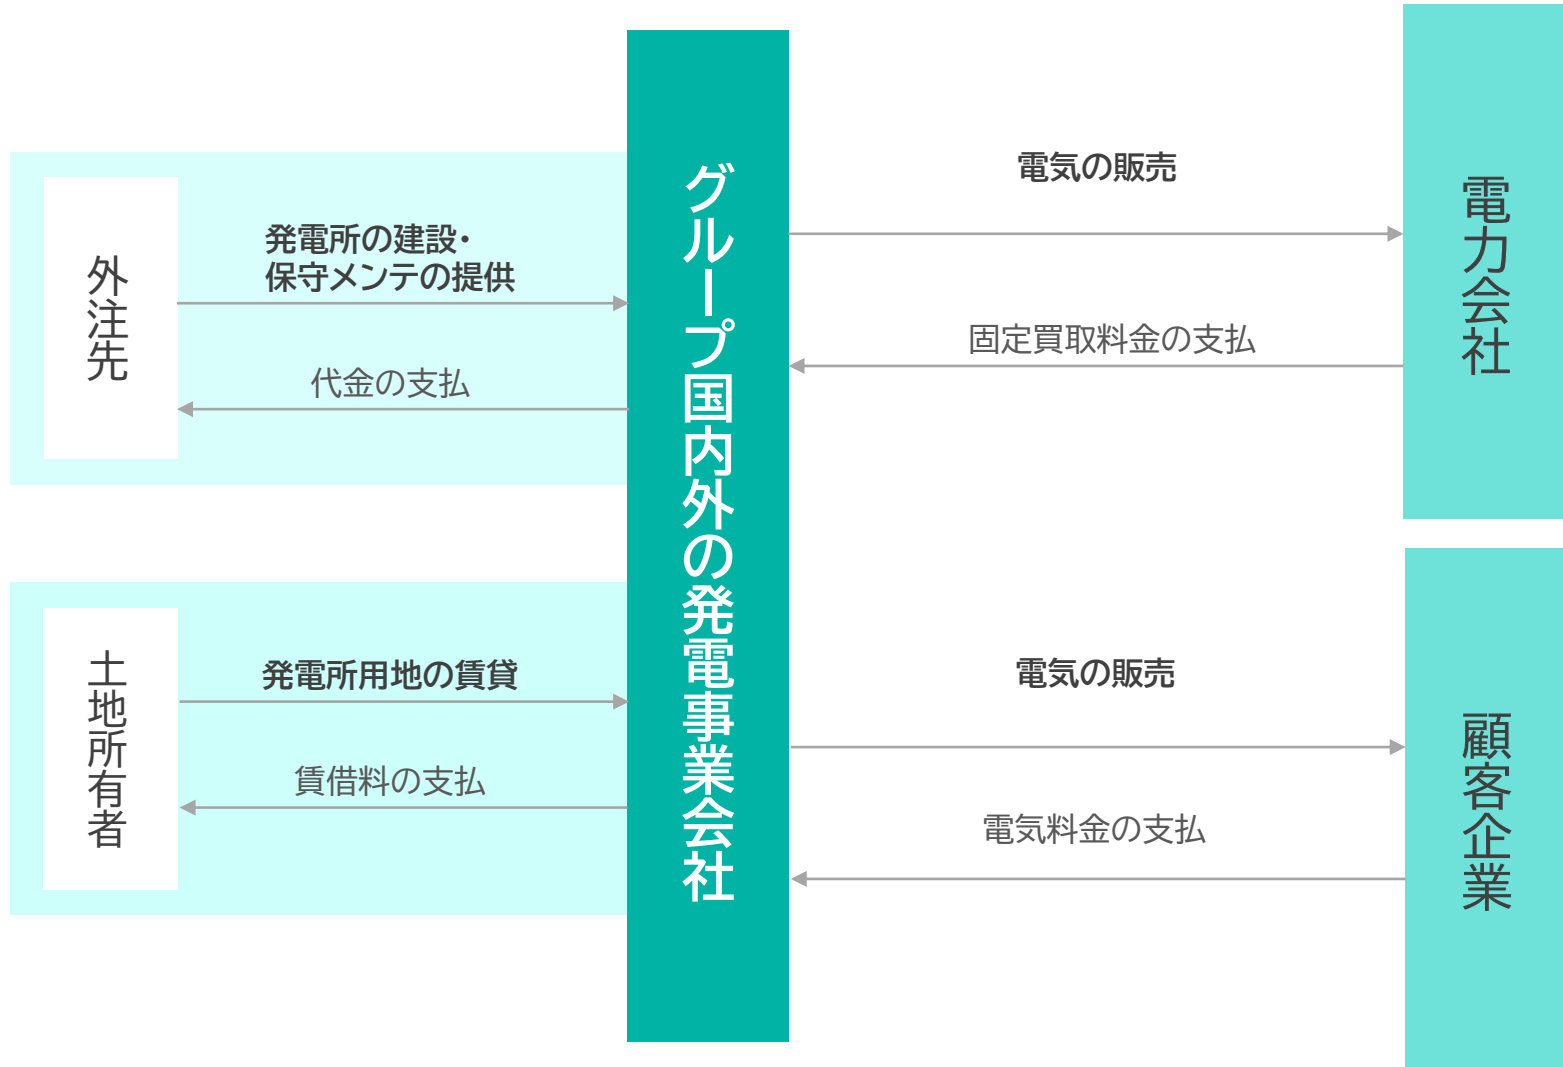 外注先
発電所の建設・
保守メンテの提供
代金の支払
土地所有者
発電所用地の賃貸
賃借料の支払
グループ国内外の発電事業会社
電気の販売
固定買取料金の支払
電力会社
電気の販売
電気料金の支払
顧客企業